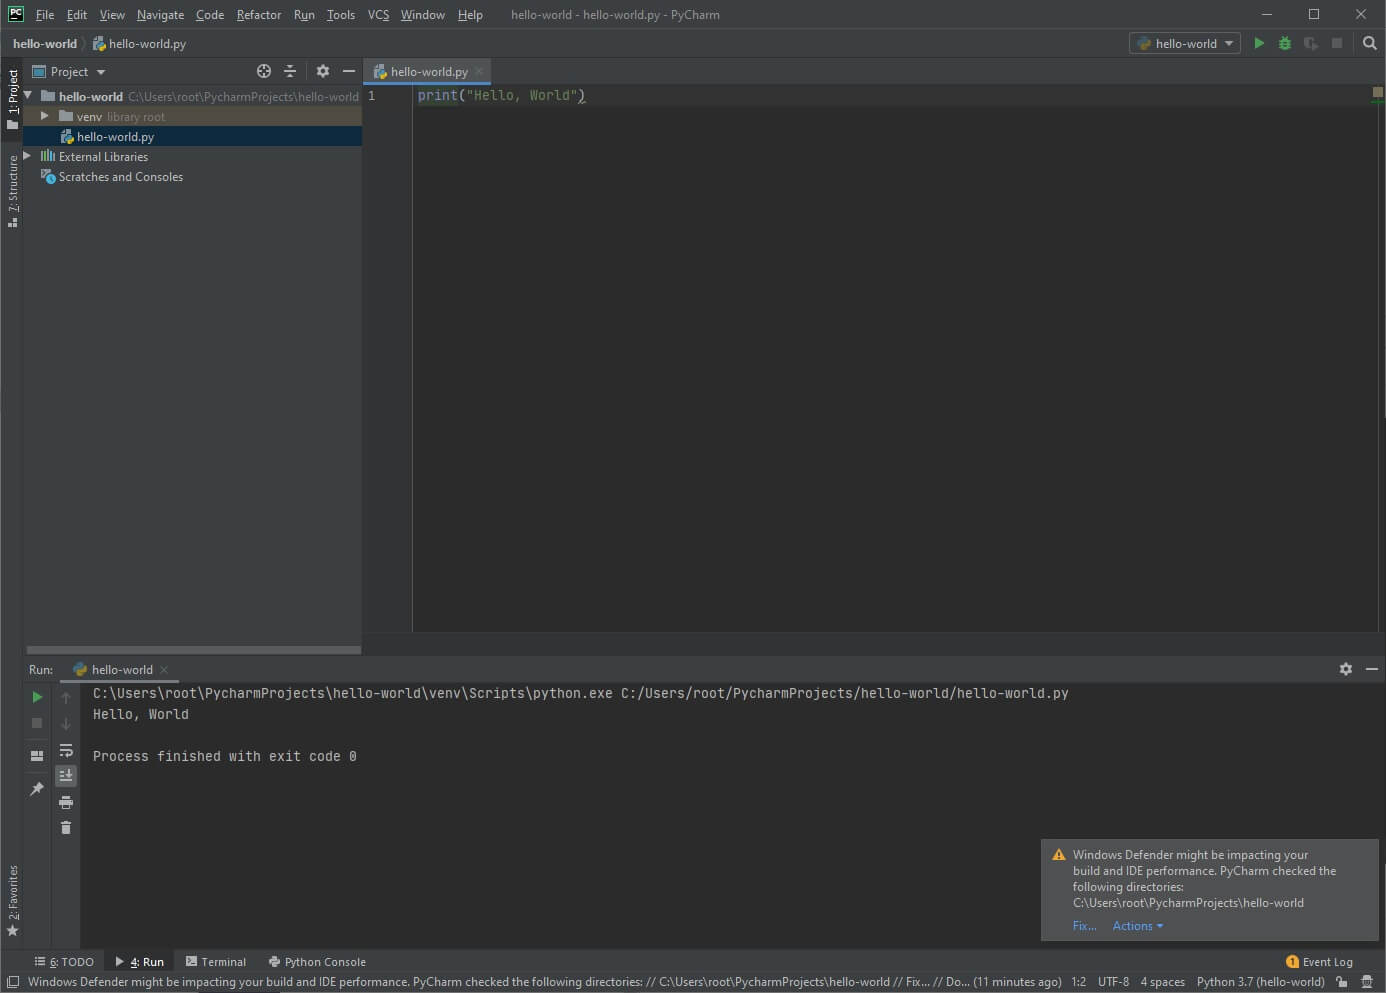 PC File Edit View Navigate Code Refactor Run Tools VCS Window Help hello-world - hello-world.py - PyCharm
hello-world hello-world.py hello-world
Project hello-world.py
1: Project
hello-world C:\Users\root\PycharmProjects\hello-world
venv library root
hello-world.py
External Libraries
Scratches and Consoles
7: Structure
1 print("Hello, World")
Run: hello-world
C:\Users\root\PycharmProjects\hello-world\venv\Scripts\python.exe C:/Users/root/PycharmProjects/hello-world/hello-world.py
Hello, World
Process finished with exit code 0
2: Favorites
Windows Defender might be impacting your
build and IDE performance. PyCharm checked the
following directories:
C:\Users\root\PycharmProjects\hello-world
Fix... Actions
6: TODO 4: Run Terminal Python Console 1 Event Log
Windows Defender might be impacting your build and IDE performance. PyCharm checked the following directories: // C:\Users\root\PycharmProjects\hello-world // Fix... // Do... (11 minutes ago) 1:2 UTF-8 4 spaces Python 3.7 (hello-world)